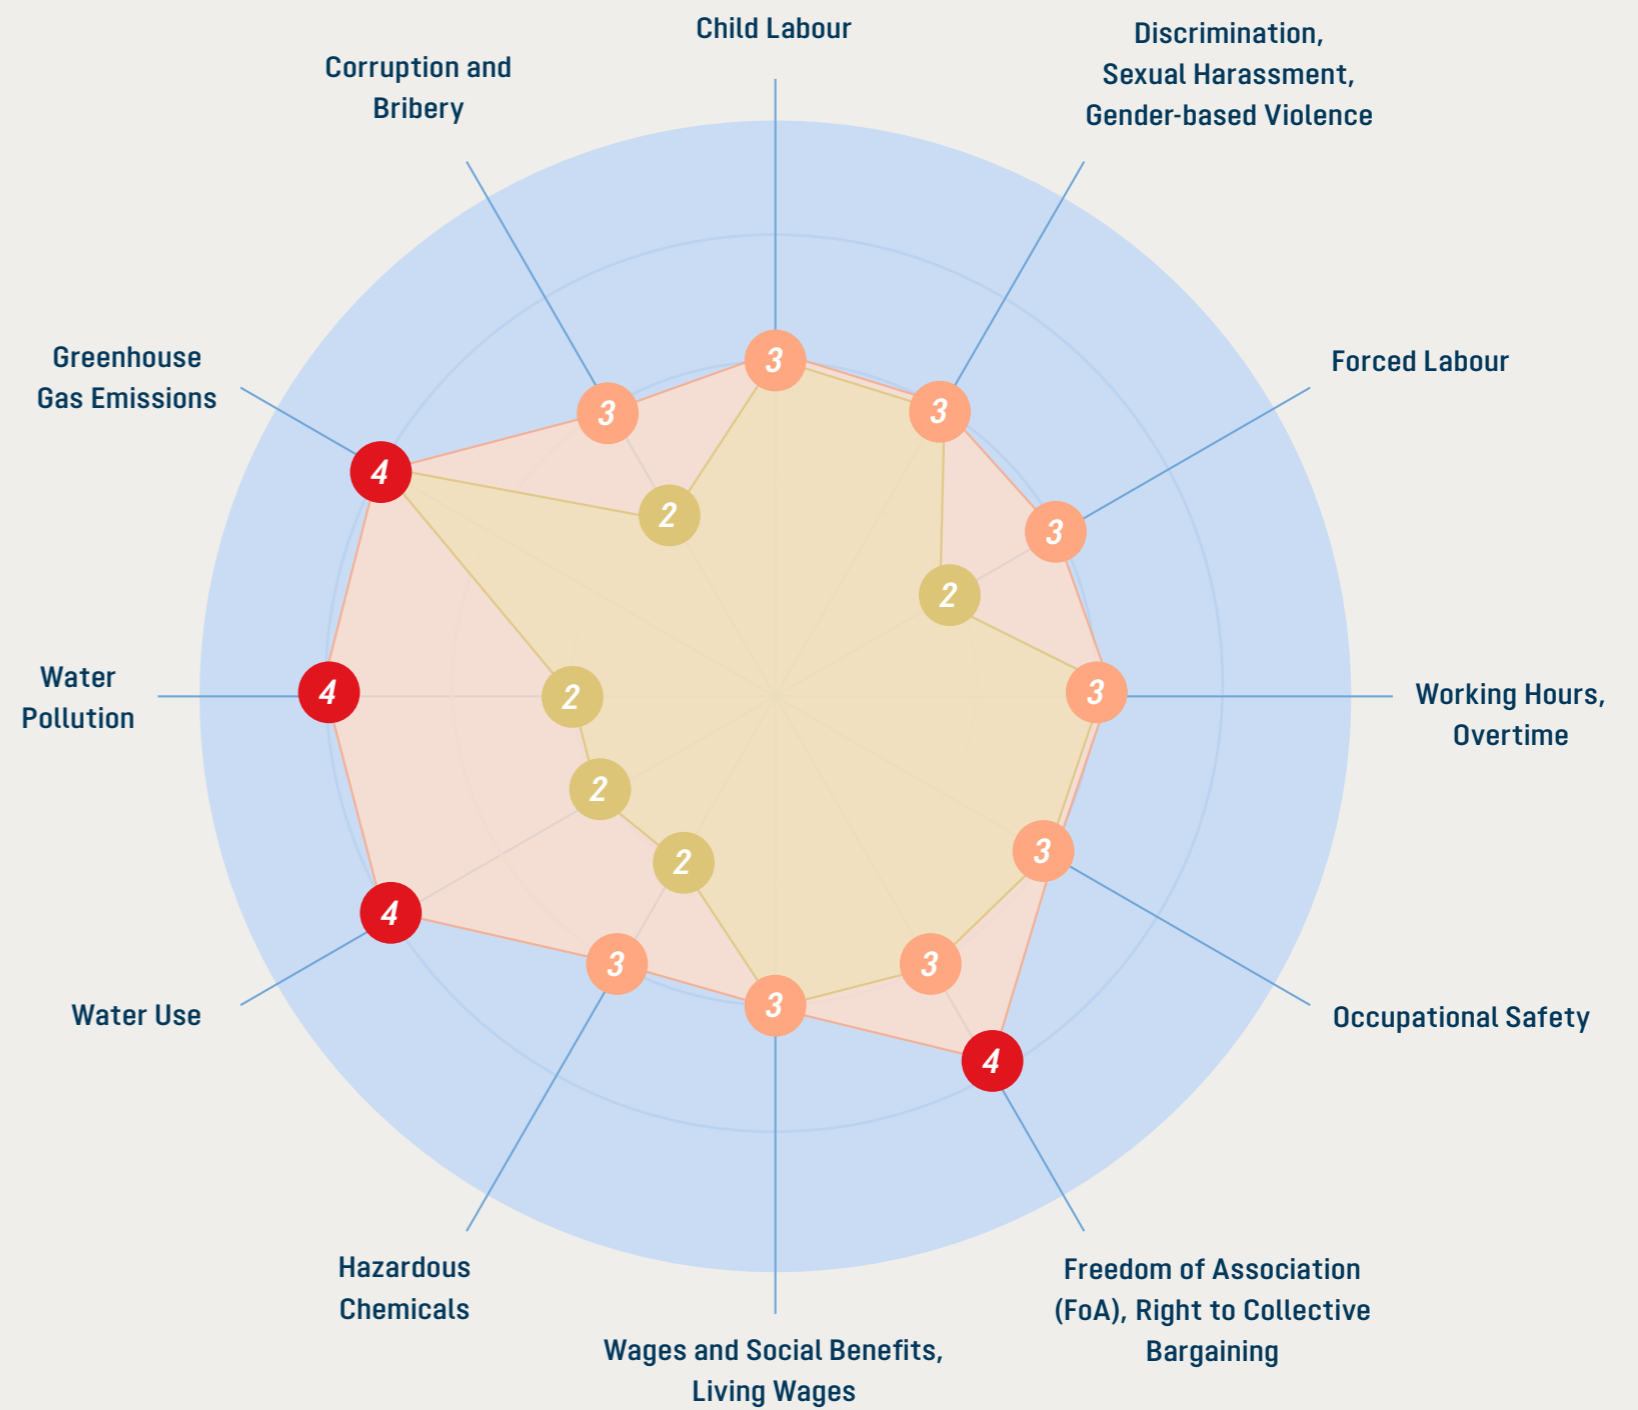 Child Labour
Discrimination,
Sexual Harassment,
Gender-based Violence
Corruption and
Bribery
Greenhouse
Gas Emissions
Forced Labour
3
3
3
4
3
2
2
Water
Pollution
4
2
3
Working Hours,
Overtime
2
3
2
4
3
3
3
4
Water Use
Occupational Safety
Hazardous
Chemicals
Freedom of Association
(FoA), Right to Collective
Bargaining
Wages and Social Benefits,
Living Wages